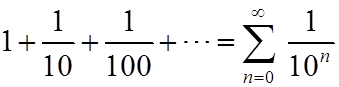 1 + 1/10 + 1/100 + ⋯ = ∑_{n=0}^{∞} 1/10^n